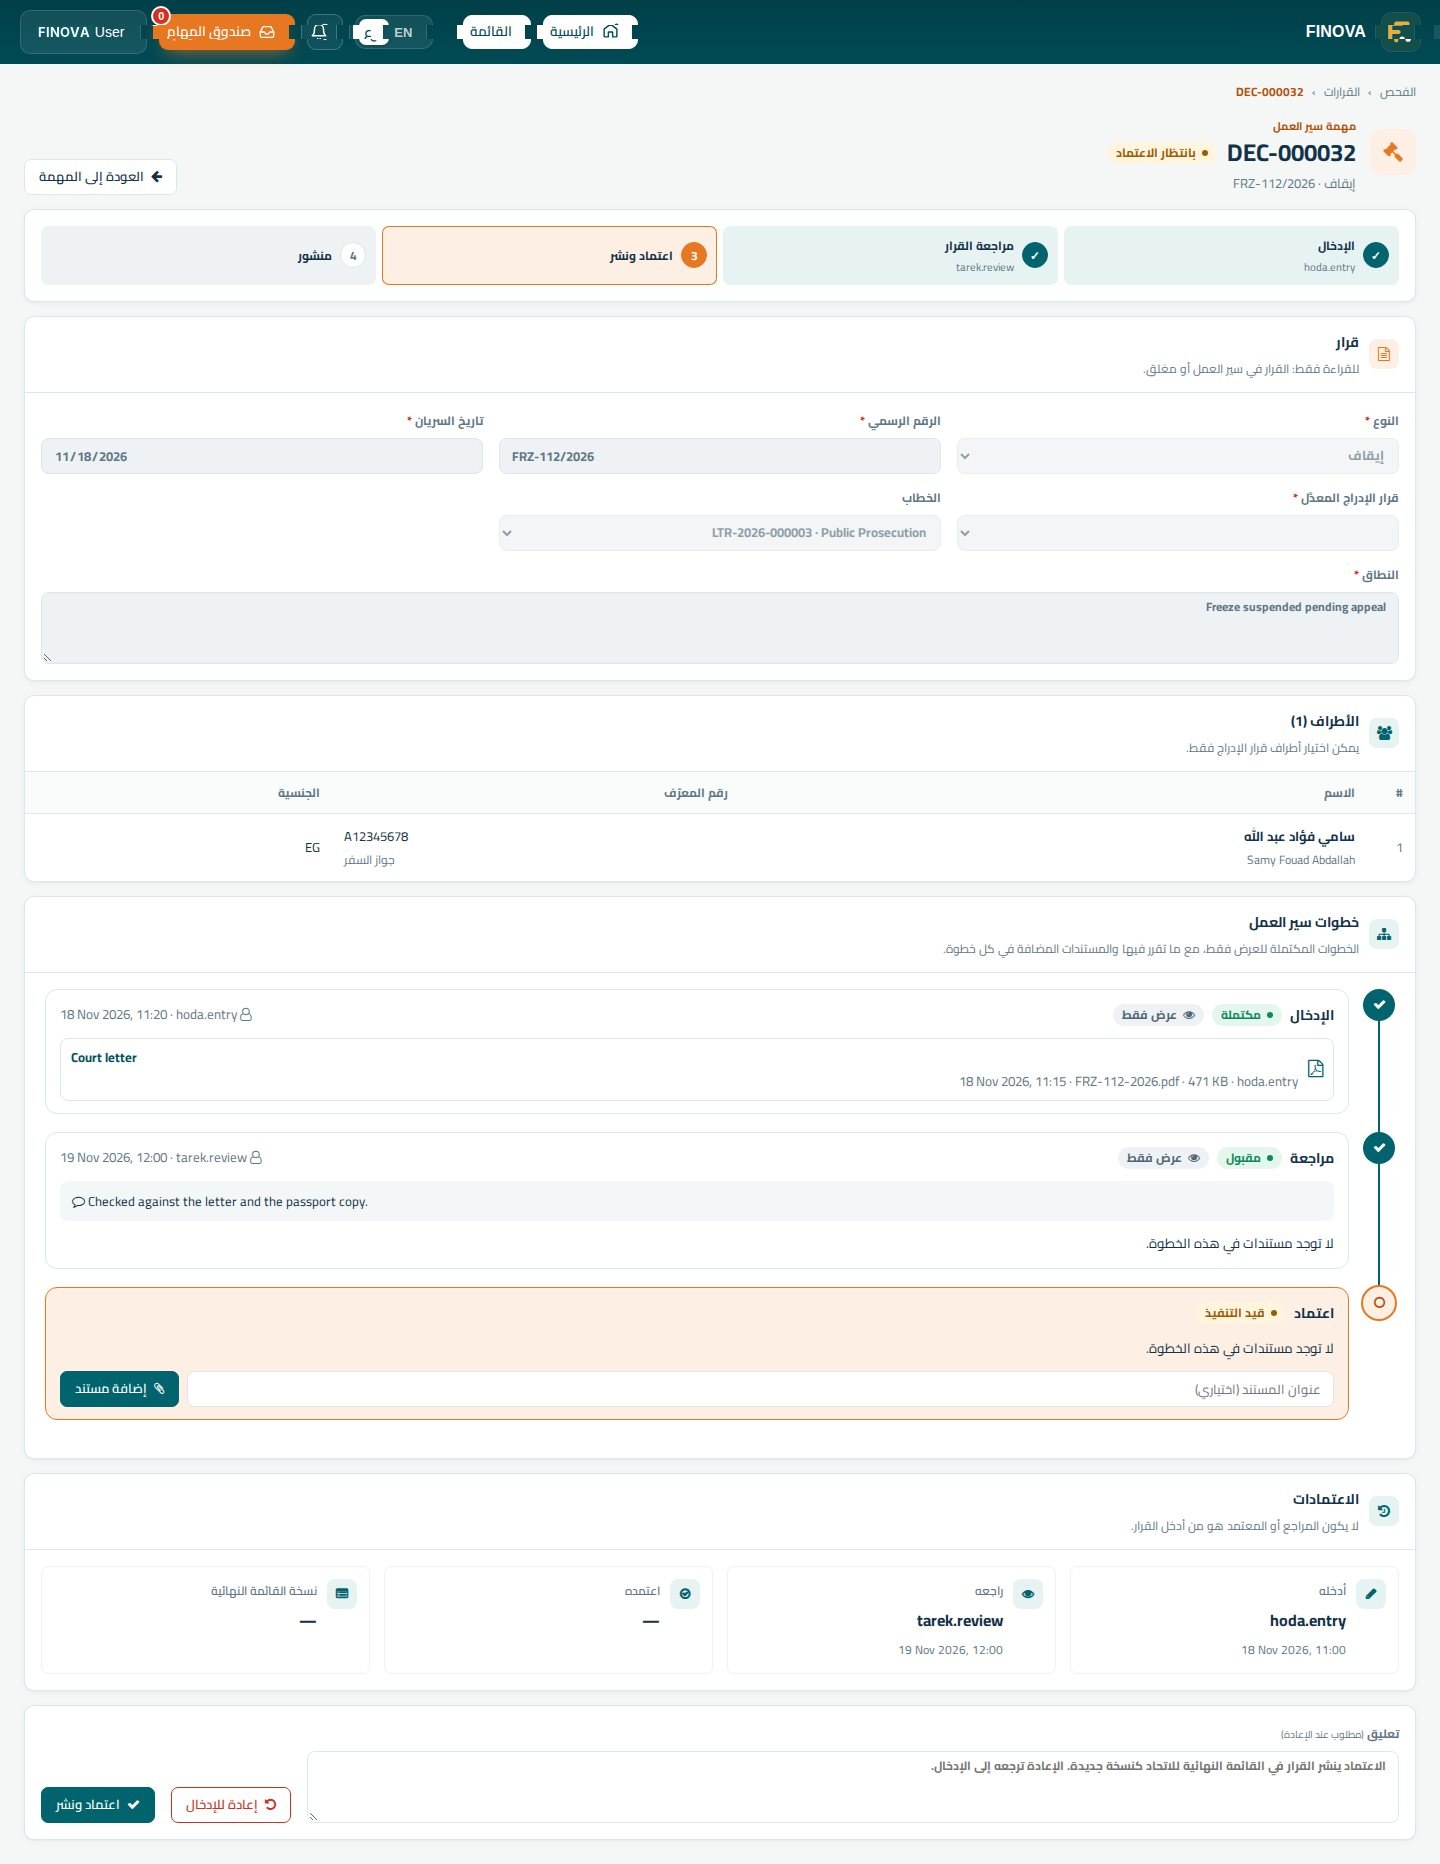 FINOVA
الرئيسية
القائمة
EN
ع
صندوق المهام
0
FINOVA User
الفحص › القرارات › DEC-000032
مهمة سير العمل
DEC-000032
بانتظار الاعتماد
إيقاف · FRZ-112/2026
العودة إلى المهمة
الإدخال
hoda.entry
مراجعة القرار
tarek.review
3
اعتماد ونشر
4
منشور
قرار
للقراءة فقط: القرار في سير العمل أو مغلق.
النوع *
الرقم الرسمي *
تاريخ السريان *
إيقاف
FRZ-112/2026
11/18/2026
قرار الإدراج المعدّل *
الخطاب
LTR-2026-000003 · Public Prosecution
النطاق *
Freeze suspended pending appeal
الأطراف (1)
يمكن اختيار أطراف قرار الإدراج فقط.
# الاسم رقم المعرّف الجنسية
1
سامي فؤاد عبد الله
Samy Fouad Abdallah
A12345678
جواز السفر
EG
خطوات سير العمل
الخطوات المكتملة للعرض فقط، مع ما تقرر فيها والمستندات المضافة في كل خطوة.
الإدخال
مكتملة
عرض فقط
18 Nov 2026, 11:20 · hoda.entry
Court letter
18 Nov 2026, 11:15 · FRZ-112-2026.pdf · 471 KB · hoda.entry
مراجعة
مقبول
عرض فقط
19 Nov 2026, 12:00 · tarek.review
Checked against the letter and the passport copy.
لا توجد مستندات في هذه الخطوة.
اعتماد
قيد التنفيذ
لا توجد مستندات في هذه الخطوة.
عنوان المستند (اختياري)
إضافة مستند
الاعتمادات
لا يكون المراجع أو المعتمد هو من أدخل القرار.
أدخله
hoda.entry
18 Nov 2026, 11:00
راجعه
tarek.review
19 Nov 2026, 12:00
اعتمده
—
نسخة القائمة النهائية
—
تعليق (مطلوب عند الإعادة)
الاعتماد ينشر القرار في القائمة النهائية للاتحاد كنسخة جديدة. الإعادة ترجعه إلى الإدخال.
إعادة للإدخال
اعتماد ونشر